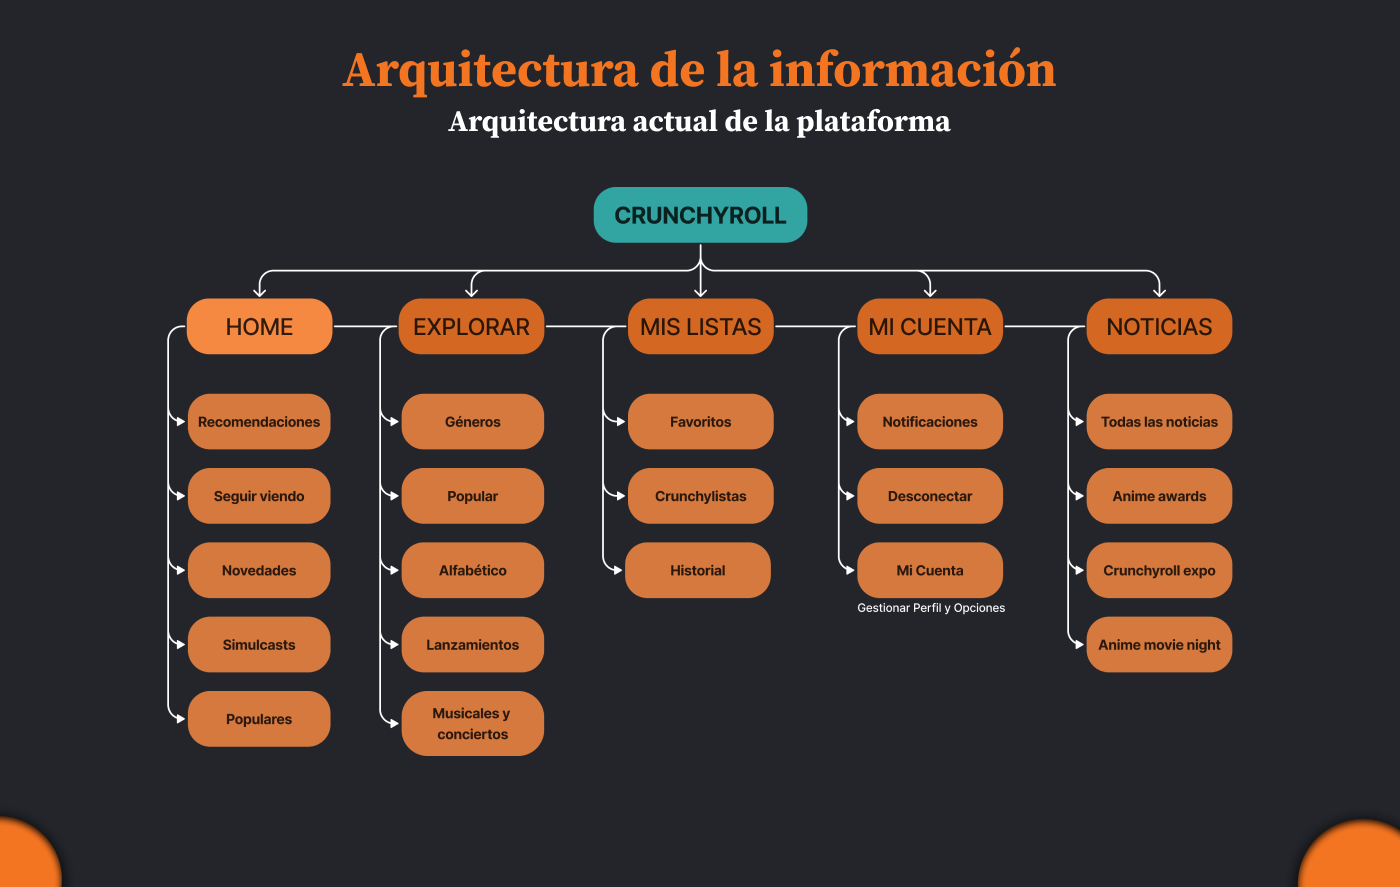 Arquitectura de la información
Arquitectura actual de la plataforma
CRUNCHYROLL
HOME
EXPLORAR
MIS LISTAS
MI CUENTA
NOTICIAS
Recomendaciones
Seguir viendo
Novedades
Simulcasts
Populares
Géneros
Popular
Alfabético
Lanzamientos
Musicales y
conciertos
Favoritos
Crunchylistas
Historial
Notificaciones
Desconectar
Mi Cuenta
Gestionar Perfil y Opciones
Todas las noticias
Anime awards
Crunchyroll expo
Anime movie night